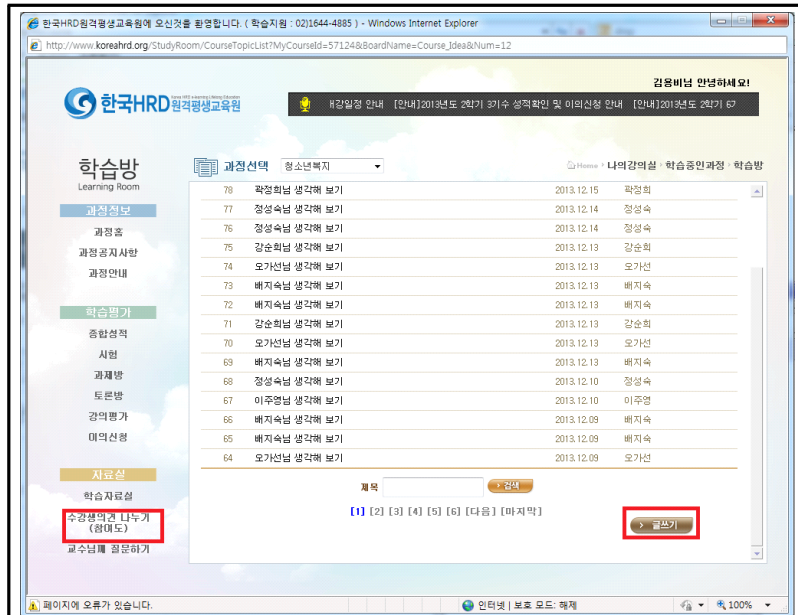 한국HRD원격평생교육원에 오신것을 환영합니다. ( 학습지원 : 02)1644-4885 ) - Windows Internet Explorer
http://www.koreahrd.org/StudyRoom/CourseTopicList?MyCourseId=57124&BoardName=Course_Idea&Num=12
김용비님 안녕하세요!
한국HRD원격평생교육원
H강일정 안내 [안내]2013년도 2학기 37기수 성적확인 및 이의신청 안내 [안내]2013년도 2학기 67
학습방
Learning Room
과정선택 청소년복지
Home 나의강의실 학습중인과정 학습방
과정정보
과정홈
과정공지사항
과정안내
학습평가
종합성적
시험
과제방
토론방
강의평가
이의신청
자료실
학습자료실
수강생의견 나누기
(참여도)
교수님께 질문하기
78 곽정희님 생각해 보기 2013.12.15 곽정희
77 정성숙님 생각해 보기 2013.12.14 정성숙
76 정성숙님 생각해 보기 2013.12.14 정성숙
75 강순희님 생각해 보기 2013.12.13 강순희
74 오가선님 생각해 보기 2013.12.13 오가선
73 배지숙님 생각해 보기 2013.12.13 배지숙
72 배지숙님 생각해 보기 2013.12.13 배지숙
71 강순희님 생각해 보기 2013.12.13 강순희
70 오가선님 생각해 보기 2013.12.13 오가선
69 배지숙님 생각해 보기 2013.12.13 배지숙
68 정성숙님 생각해 보기 2013.12.10 정성숙
67 이주영님 생각해 보기 2013.12.10 이주영
66 배지숙님 생각해 보기 2013.12.09 배지숙
65 배지숙님 생각해 보기 2013.12.09 배지숙
64 오가선님 생각해 보기 2013.12.09 오가선
제목 검색
[1] [2] [3] [4] [5] [6] [다음] [마지막]
글쓰기
페이지에 오류가 있습니다. 인터넷 | 보호 모드: 해제 100%